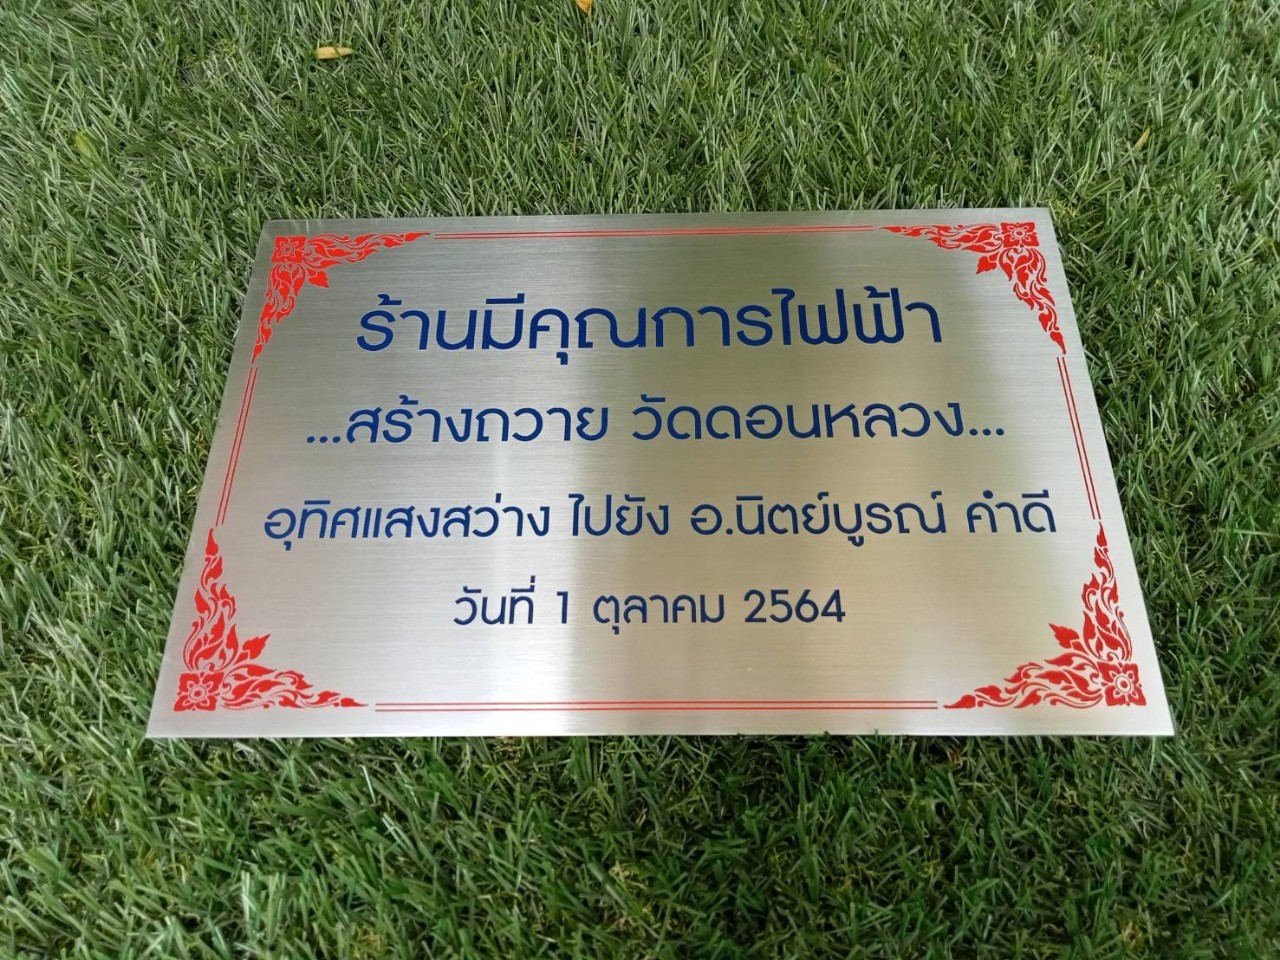 ร้านมีคุณการไฟฟ้า
...สร้างถวาย วัดดอนหลวง...
อุทิศแสงสว่าง ไปยัง อ.นิตย์บูรณ์ คำดี
วันที่ 1 ตุลาคม 2564